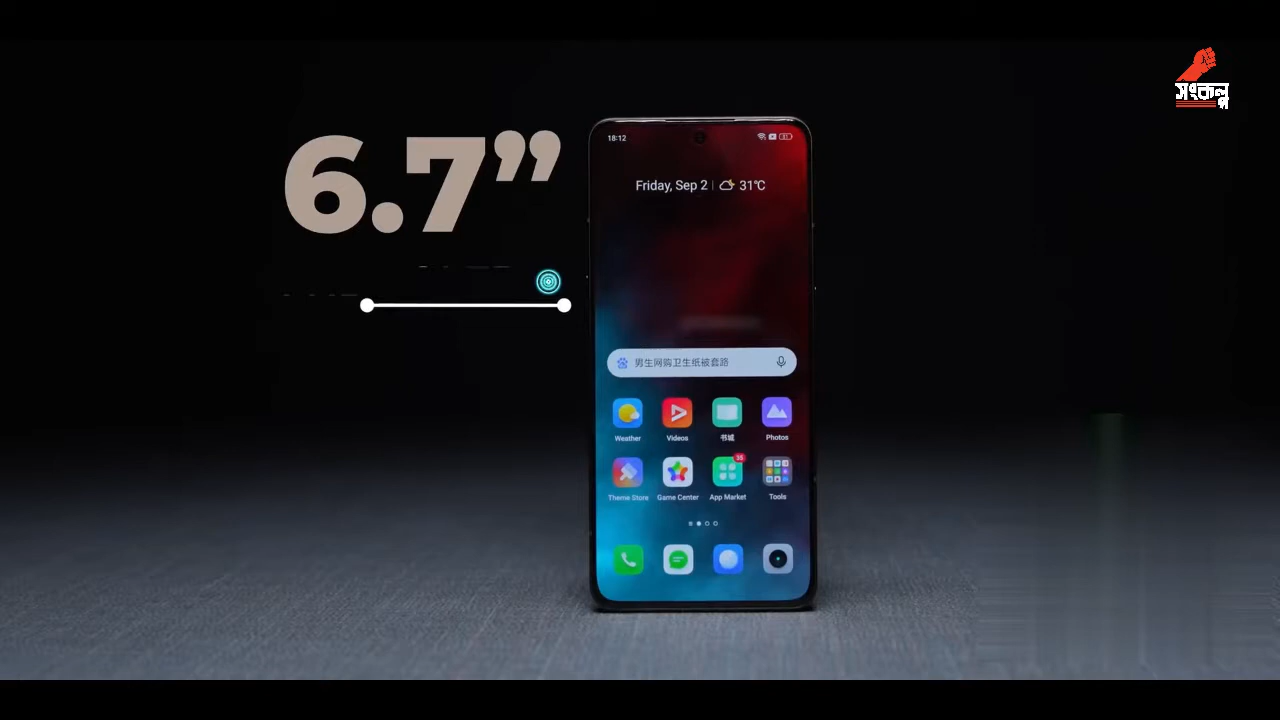 সংকল্প
6.7”
18:12
Friday, Sep 2 | 31℃
男生网购卫生纸被套路
Weather
Videos
书城
Photos
35
Theme Store
Game Center
App Market
Tools